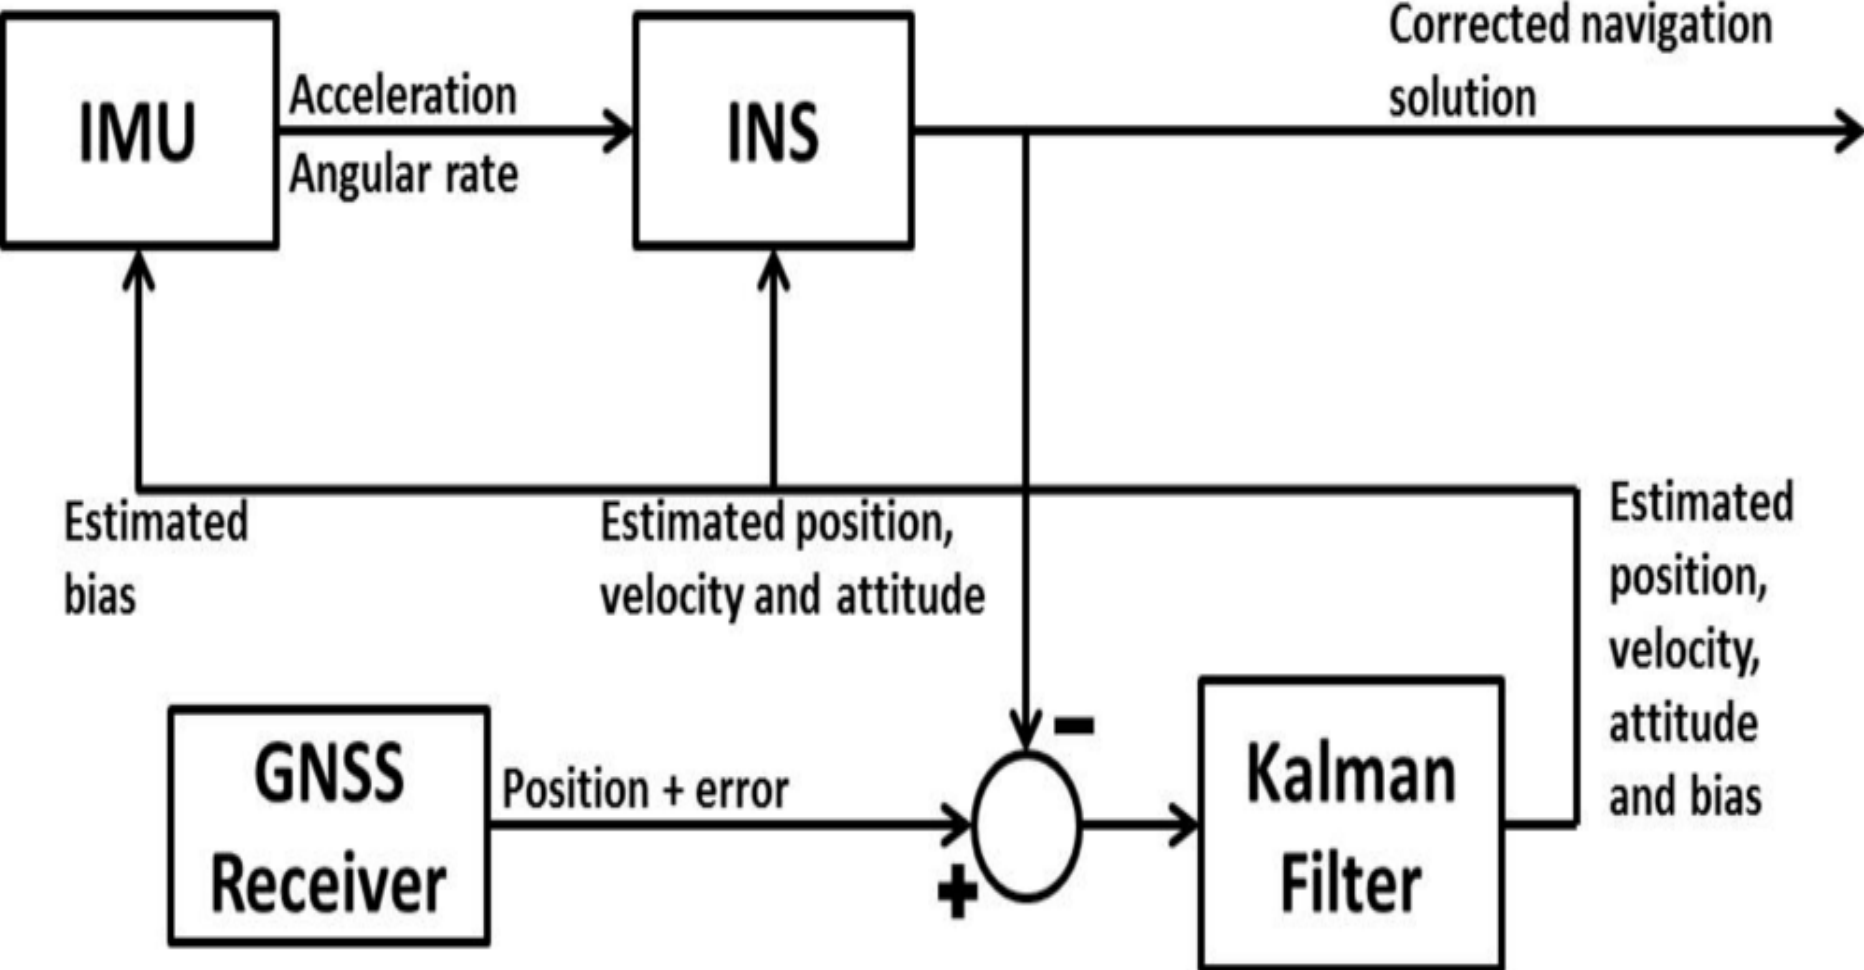 IMU
Acceleration
Angular rate
INS
Corrected navigation
solution
Estimated
bias
Estimated position,
velocity and attitude
Estimated
position,
velocity,
attitude
and bias
GNSS
Receiver
Position + error
-
+
Kalman
Filter